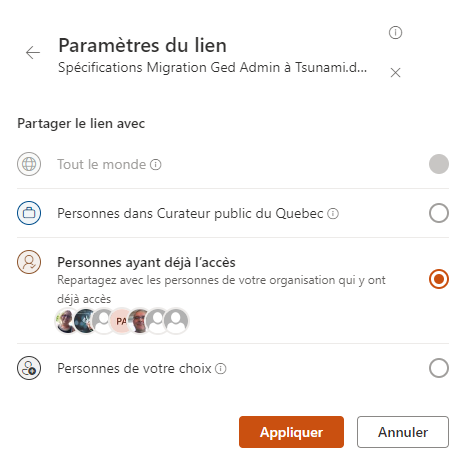 Paramètres du lien
Spécifications Migration Ged Admin à Tsunami.d...
Partager le lien avec
Tout le monde
Personnes dans Curateur public du Quebec
Personnes ayant déjà l’accès
Repartagez avec les personnes de votre organisation qui y ont
déjà accès
PA
Personnes de votre choix
Appliquer
Annuler